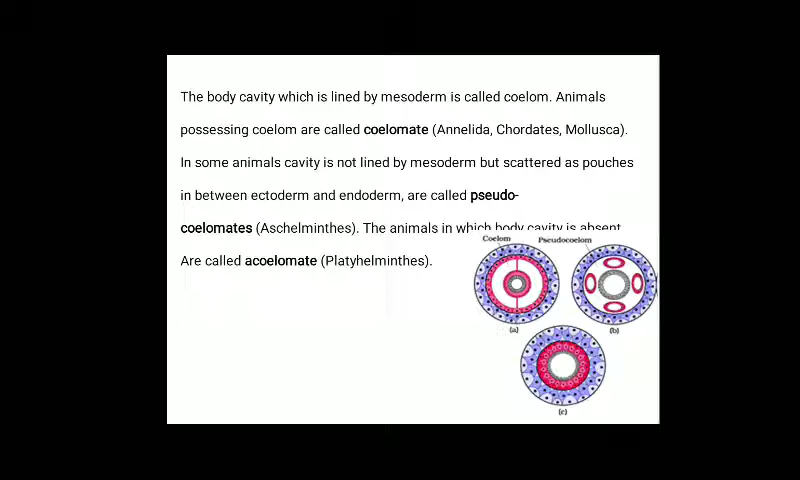 The body cavity which is lined by mesoderm is called coelom. Animals
possessing coelom are called coelomate (Annelida, Chordates, Mollusca).
In some animals cavity is not lined by mesoderm but scattered as pouches
in between ectoderm and endoderm, are called pseudo-
coelomates (Aschelminthes). The animals in which body cavity is absent
Are called acoelomate (Platyhelminthes).
Coelom Pseudocoelom
(a) (b)
(c)